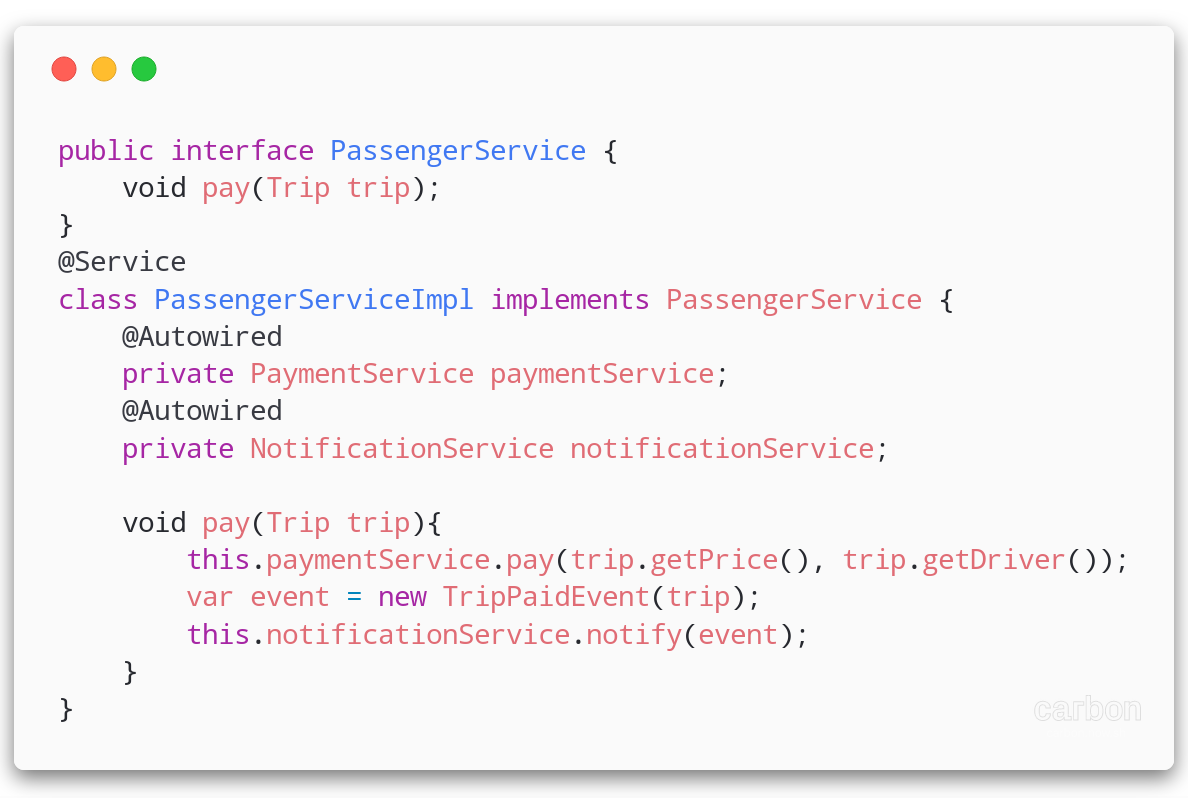 public interface PassengerService {
    void pay(Trip trip);
}
@Service
class PassengerServiceImpl implements PassengerService {
    @Autowired
    private PaymentService paymentService;
    @Autowired
    private NotificationService notificationService;

    void pay(Trip trip){
        this.paymentService.pay(trip.getPrice(), trip.getDriver());
        var event = new TripPaidEvent(trip);
        this.notificationService.notify(event);
    }
}
carbon